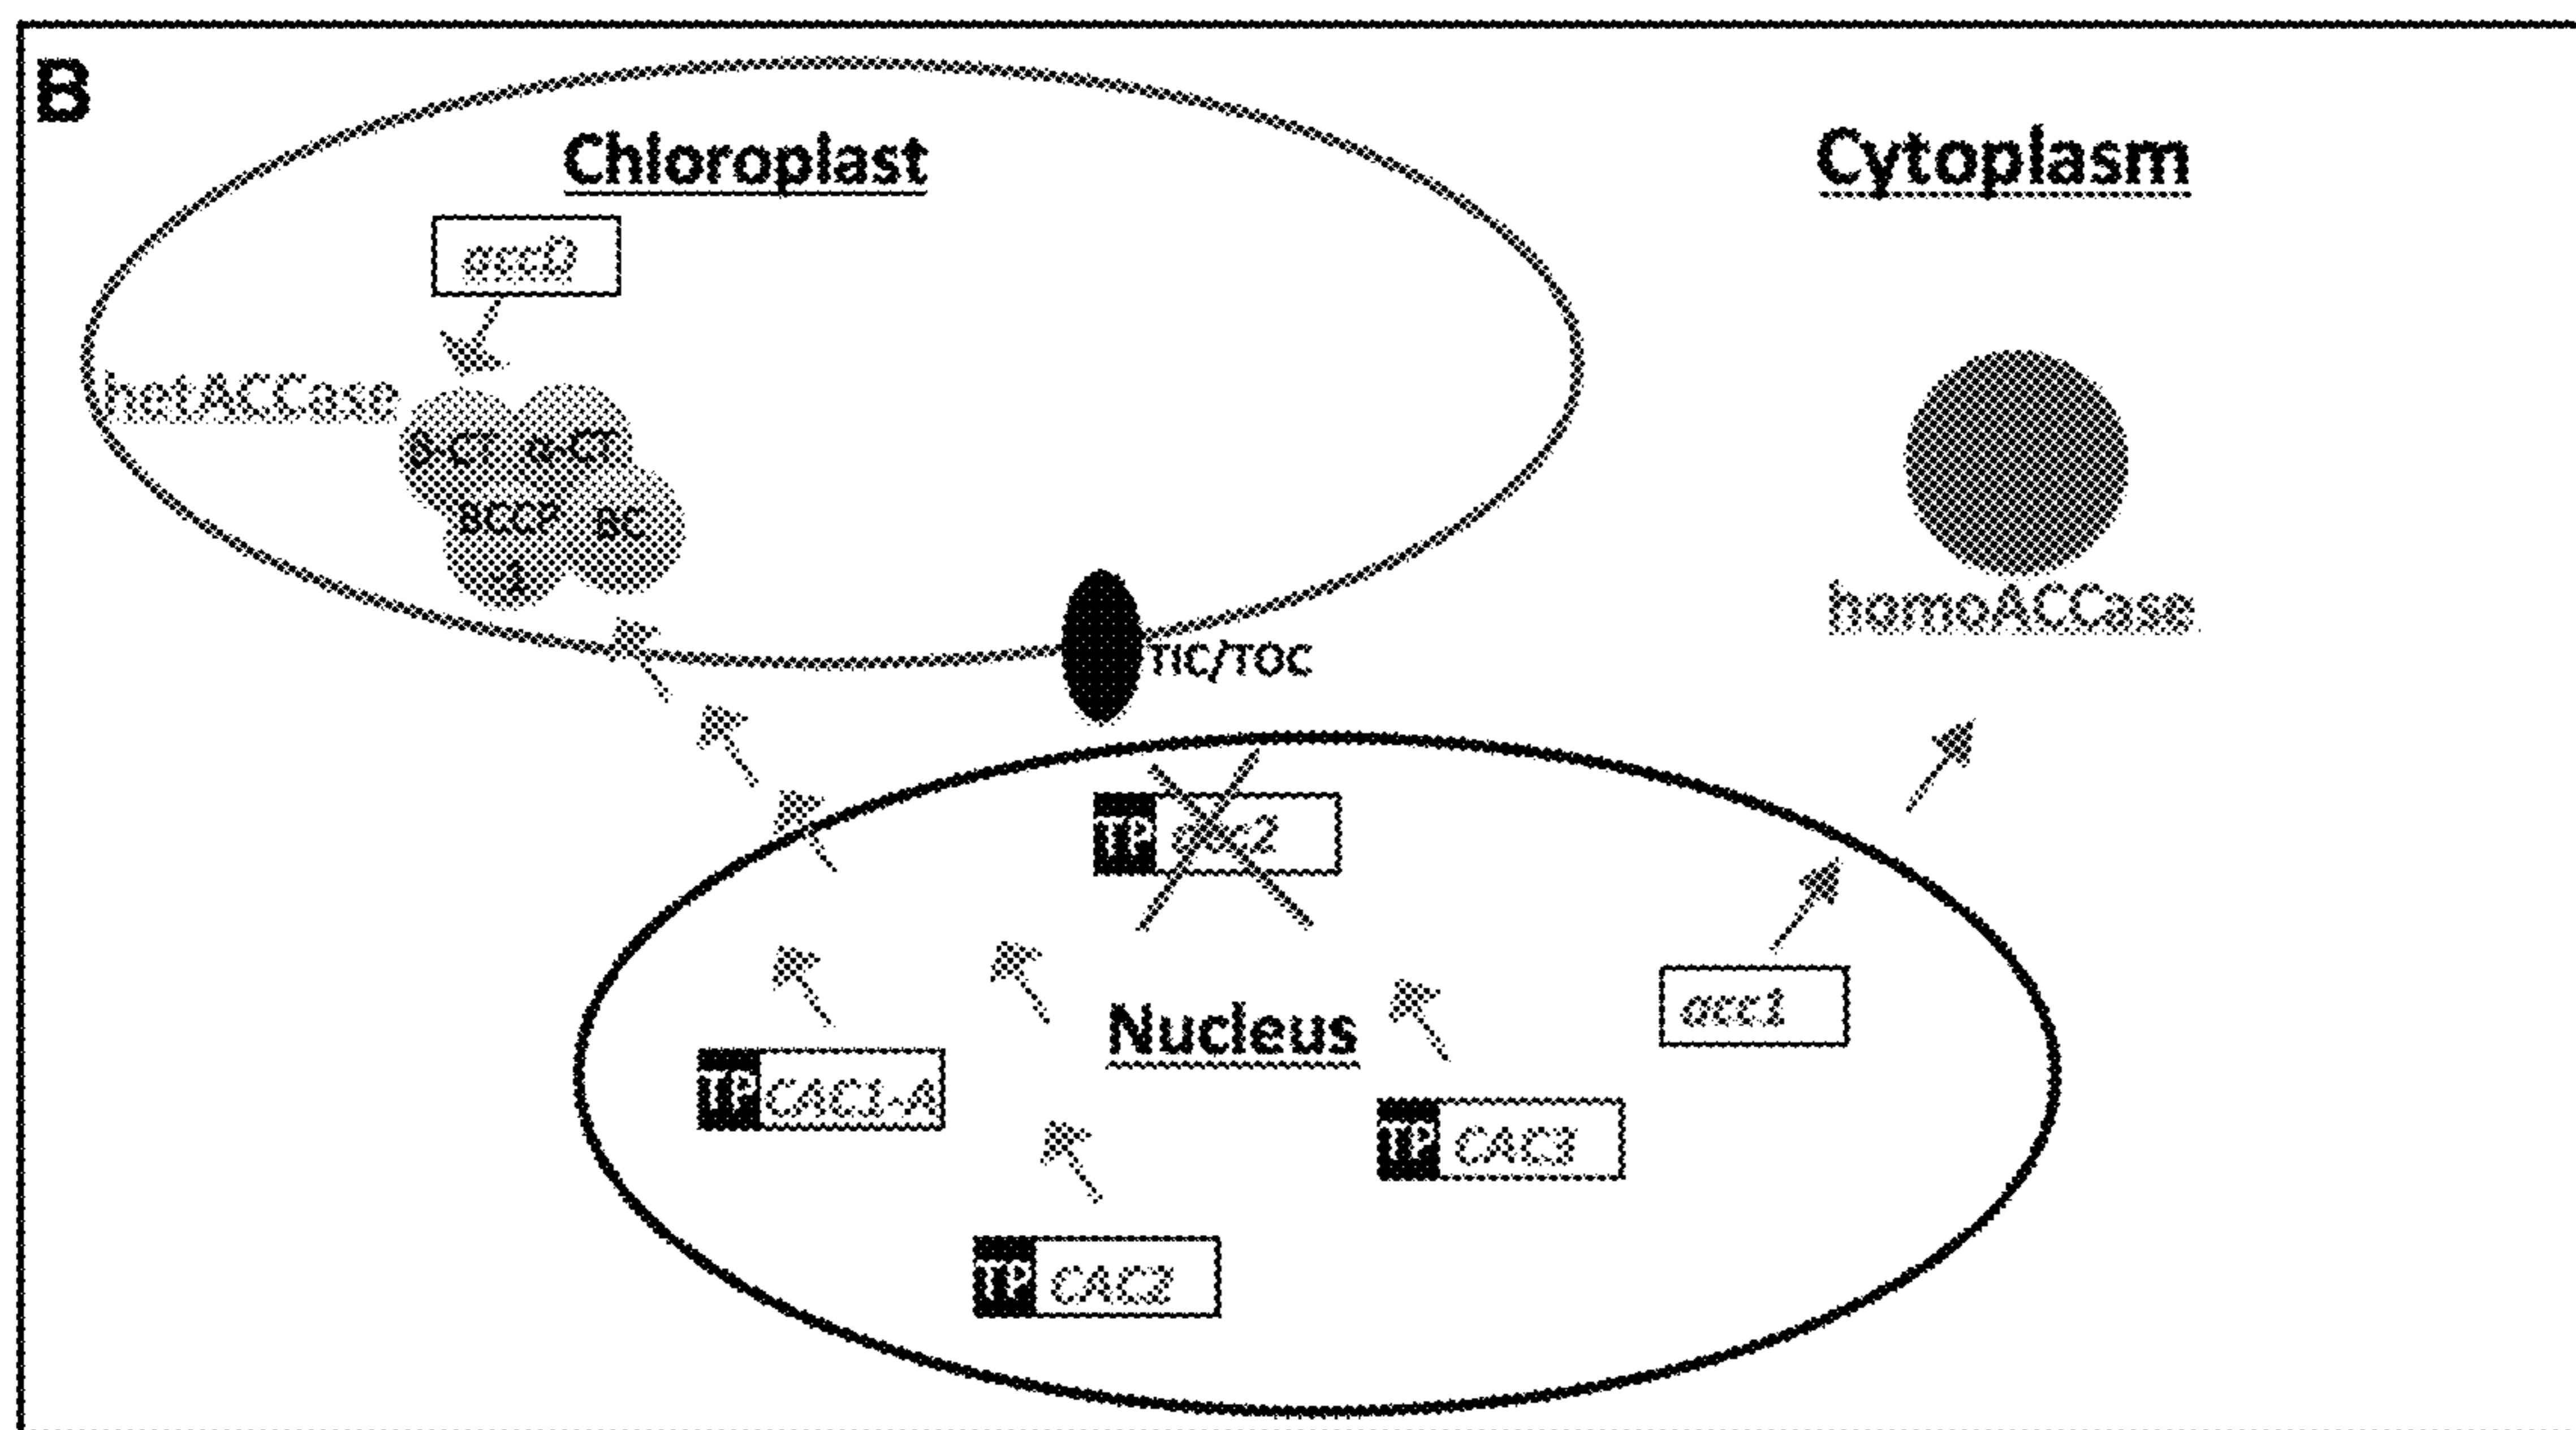 B
Chloroplast
Cytoplasm
accD
hetACCase
β-CT α-CT
BCCP BC
-1
homoACCase
TIC/TOC
TP acc2
acc1
Nucleus
TP CAC1-A
TP CAC3
TP CAC2